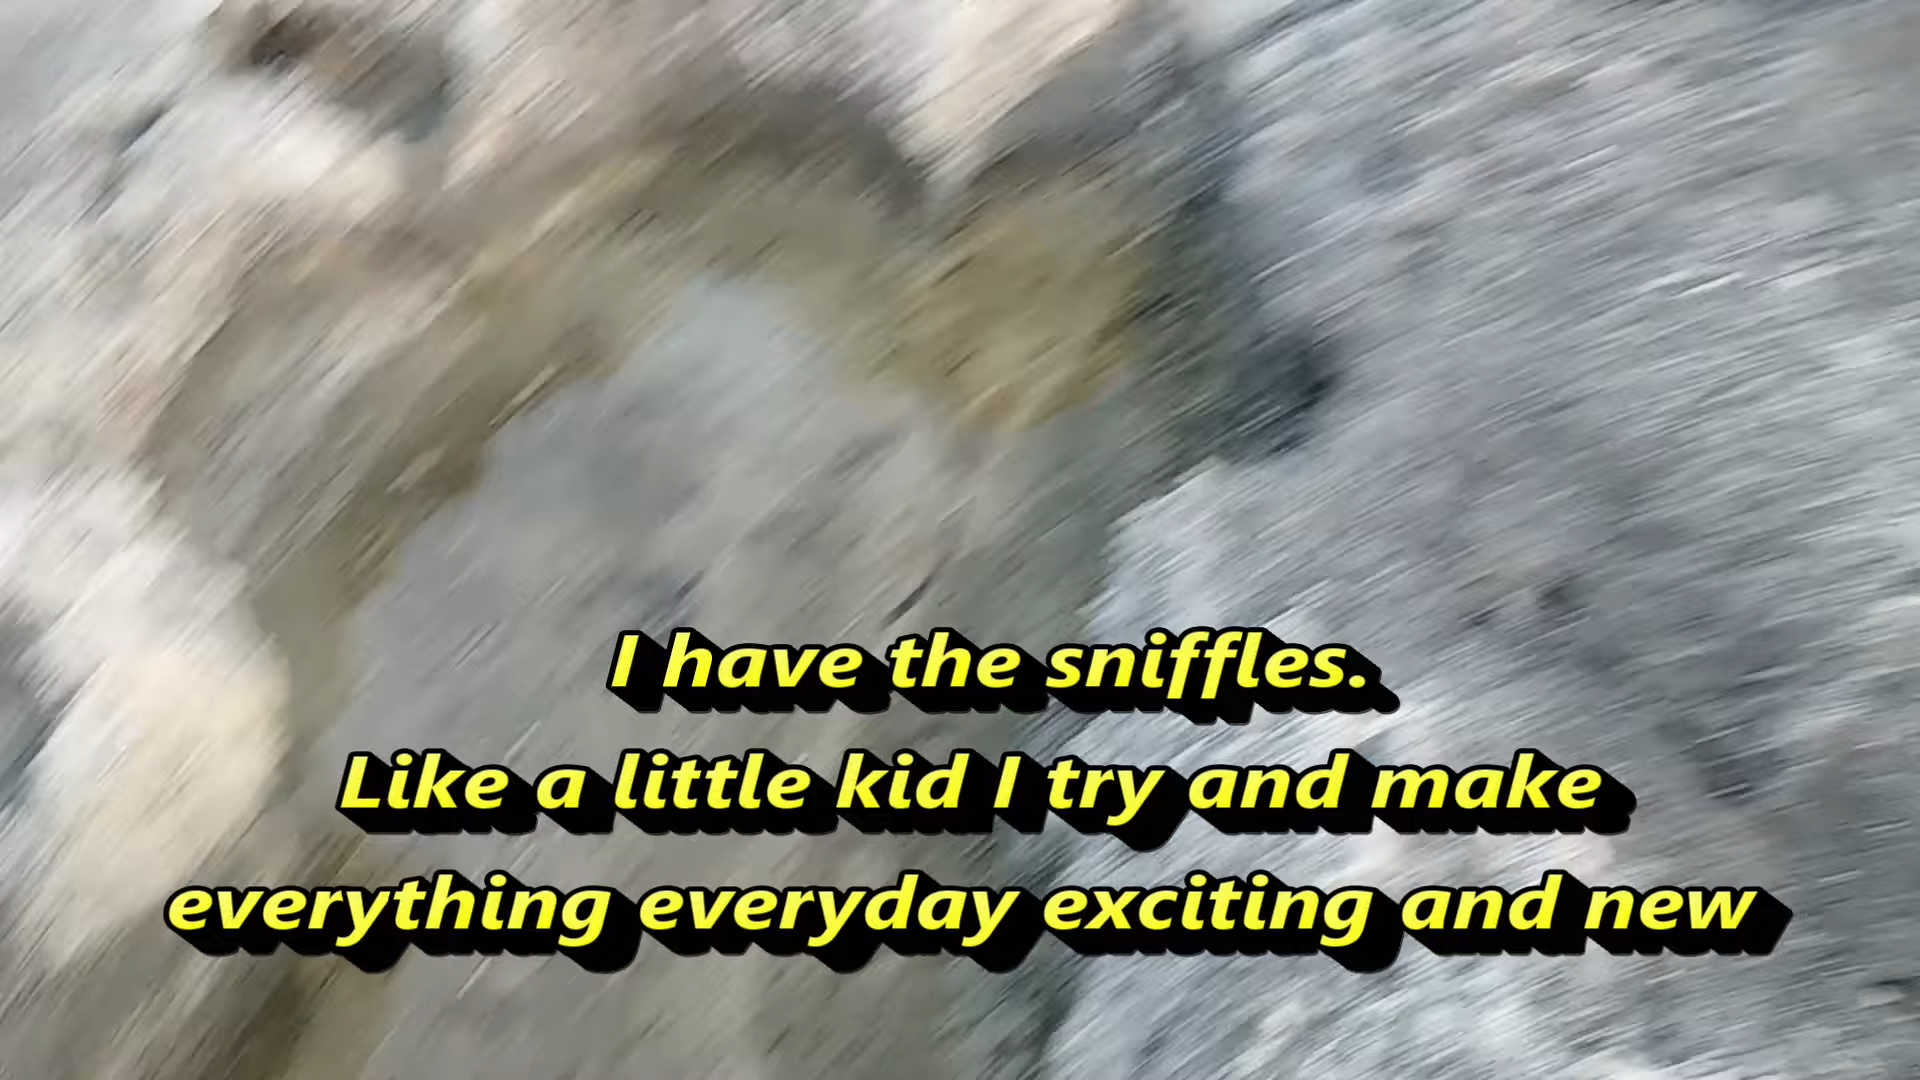 I have the sniffles.
Like a little kid I try and make
everything everyday exciting and new